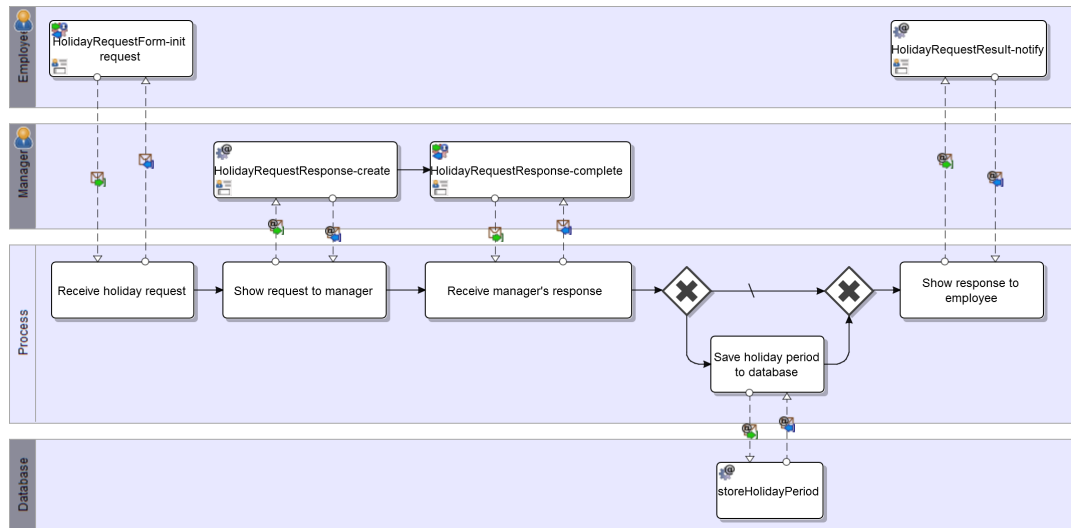 Employee
HolidayRequestForm-init
request
HolidayRequestResult-notify
Manager
HolidayRequestResponse-create
HolidayRequestResponse-complete
Process
Receive holiday request
Show request to manager
Receive manager's response
Show response to
employee
Save holiday period
to database
Database
storeHolidayPeriod